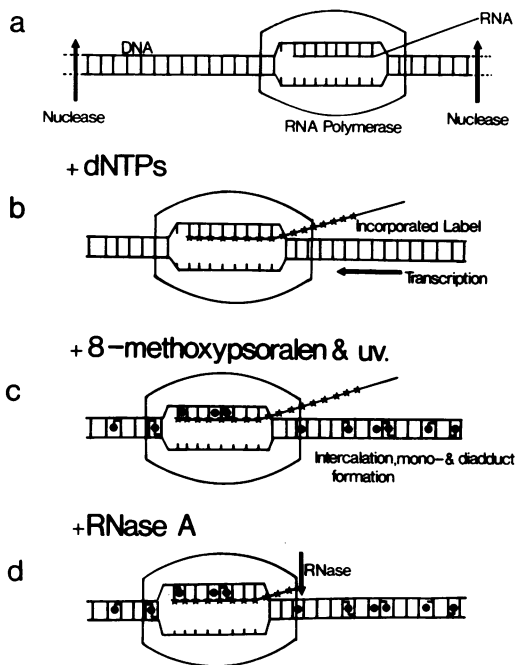 a
RNA
DNA
Nuclease
RNA Polymerase
Nuclease
+ dNTPs
b
Incorporated Label
Transcription
+ 8-methoxypsoralen & uv.
c
Intercalation, mono- & diadduct
formation
+RNase A
d
RNase